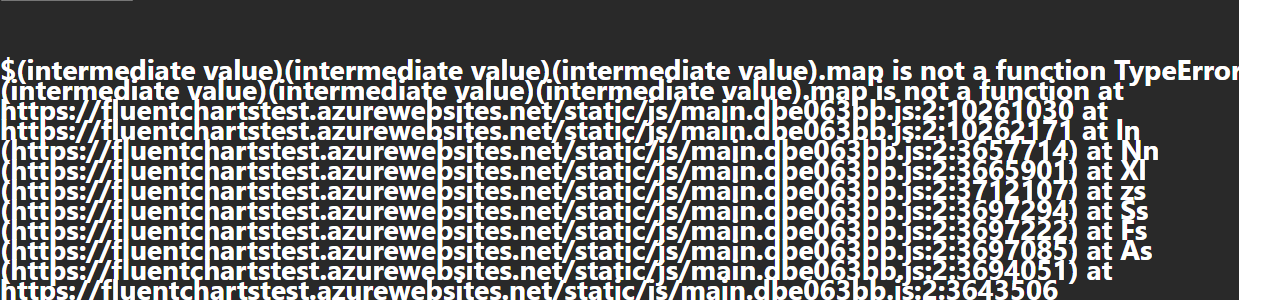 $(intermediate value)(intermediate value)(intermediate value).map is not a function TypeError
(intermediate value)(intermediate value)(intermediate value).map is not a function at
https://fluentchartstest.azurewebsites.net/static/js/main.dbe063bb.js:2:10261030 at
https://fluentchartstest.azurewebsites.net/static/js/main.dbe063bb.js:2:10262171 at ln
(https://fluentchartstest.azurewebsites.net/static/js/main.dbe063bb.js:2:3657714) at Nn
(https://fluentchartstest.azurewebsites.net/static/js/main.dbe063bb.js:2:3665901) at Xl
(https://fluentchartstest.azurewebsites.net/static/js/main.dbe063bb.js:2:3712107) at zs
(https://fluentchartstest.azurewebsites.net/static/js/main.dbe063bb.js:2:3697294) at Ss
(https://fluentchartstest.azurewebsites.net/static/js/main.dbe063bb.js:2:3697222) at Fs
(https://fluentchartstest.azurewebsites.net/static/js/main.dbe063bb.js:2:3697085) at As
(https://fluentchartstest.azurewebsites.net/static/js/main.dbe063bb.js:2:3694051) at
https://fluentchartstest.azurewebsites.net/static/js/main.dbe063bb.js:2:3643506